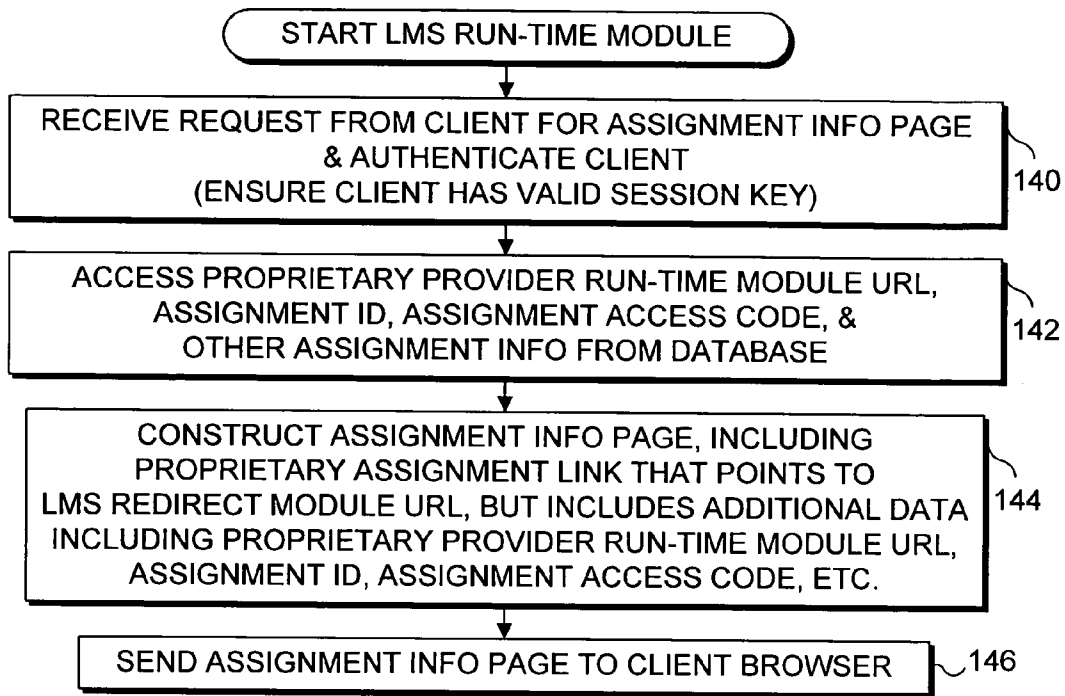 START LMS RUN-TIME MODULE
RECEIVE REQUEST FROM CLIENT FOR ASSIGNMENT INFO PAGE
& AUTHENTICATE CLIENT
(ENSURE CLIENT HAS VALID SESSION KEY)
140
ACCESS PROPRIETARY PROVIDER RUN-TIME MODULE URL,
ASSIGNMENT ID, ASSIGNMENT ACCESS CODE, &
OTHER ASSIGNMENT INFO FROM DATABASE
142
CONSTRUCT ASSIGNMENT INFO PAGE, INCLUDING
PROPRIETARY ASSIGNMENT LINK THAT POINTS TO
LMS REDIRECT MODULE URL, BUT INCLUDES ADDITIONAL DATA
INCLUDING PROPRIETARY PROVIDER RUN-TIME MODULE URL,
ASSIGNMENT ID, ASSIGNMENT ACCESS CODE, ETC.
144
SEND ASSIGNMENT INFO PAGE TO CLIENT BROWSER
146